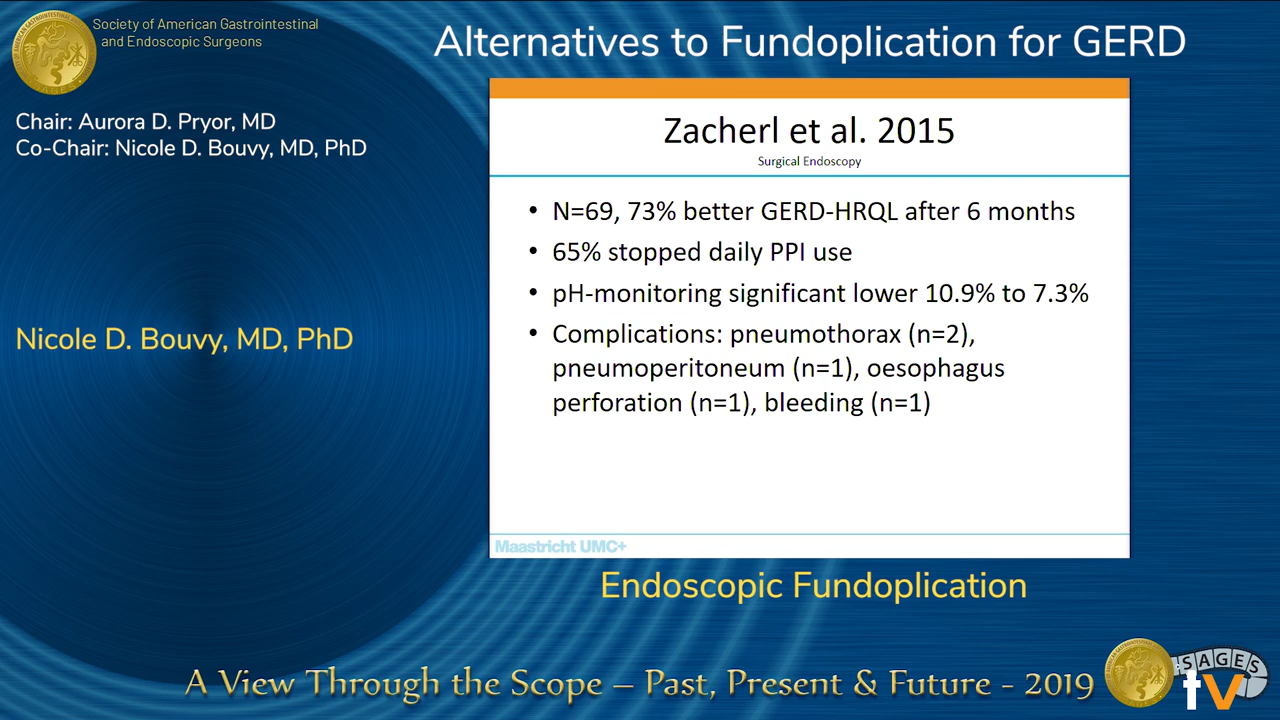 Society of American Gastrointestinal
and Endoscopic Surgeons
Alternatives to Fundoplication for GERD
Chair: Aurora D. Pryor, MD
Co-Chair: Nicole D. Bouvy, MD, PhD
Nicole D. Bouvy, MD, PhD
Zacherl et al. 2015
Surgical Endoscopy
• N=69, 73% better GERD-HRQL after 6 months
• 65% stopped daily PPI use
• pH-monitoring significant lower 10.9% to 7.3%
• Complications: pneumothorax (n=2),
pneumoperitoneum (n=1), oesophagus
perforation (n=1), bleeding (n=1)
Maastricht UMC+
Endoscopic Fundoplication
A View Through the Scope – Past, Present & Future - 2019
SAGES
tv